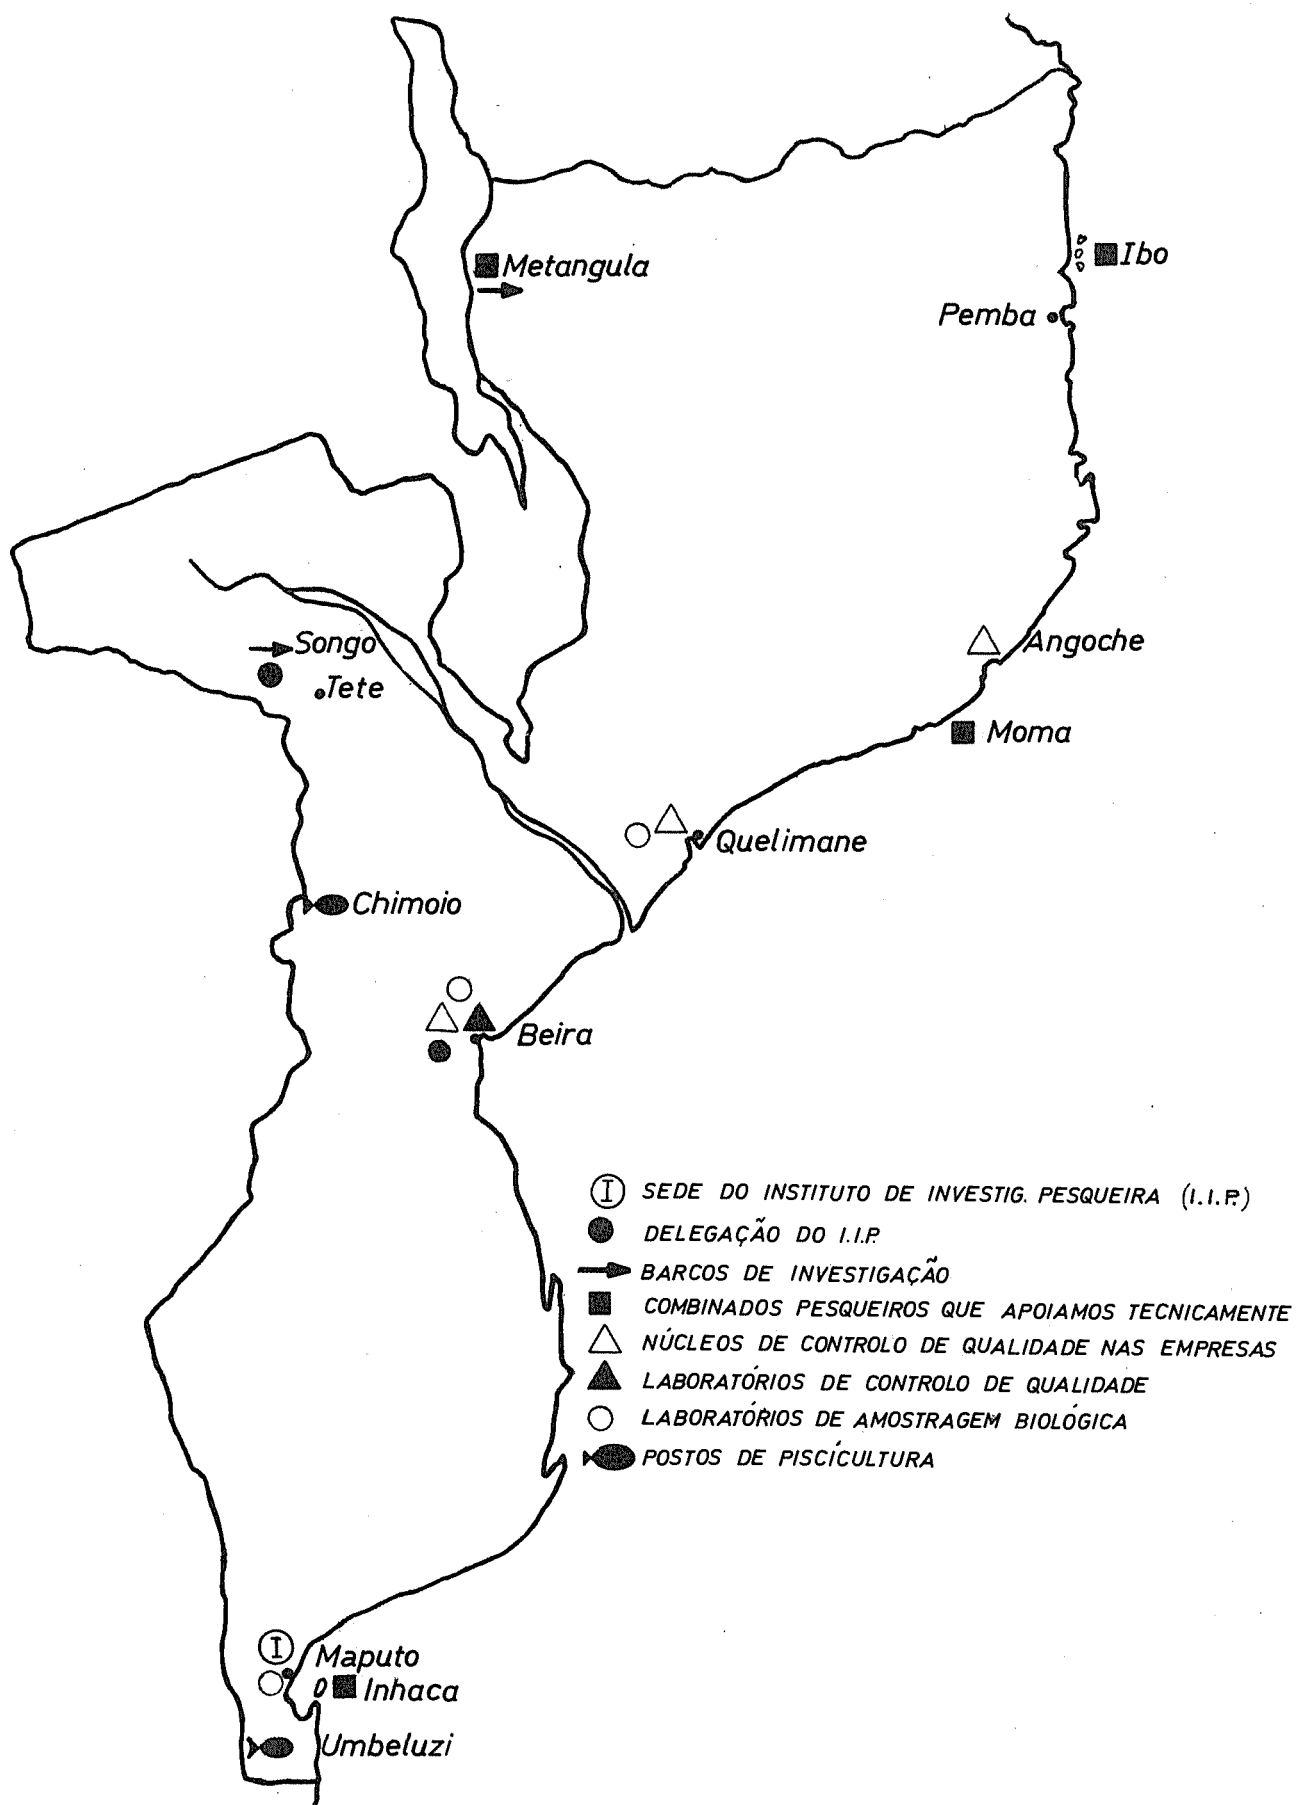 Metangula
Ibo
Pemba
Songo
Tete
Angoche
Moma
Quelimane
Chimoio
Beira
I SEDE DO INSTITUTO DE INVESTIG. PESQUEIRA (I.I.P.)
DELEGAÇÃO DO I.I.P.
BARCOS DE INVESTIGAÇÃO
COMBINADOS PESQUEIROS QUE APOIAMOS TECNICAMENTE
NÚCLEOS DE CONTROLO DE QUALIDADE NAS EMPRESAS
LABORATÓRIOS DE CONTROLO DE QUALIDADE
LABORATÓRIOS DE AMOSTRAGEM BIOLÓGICA
POSTOS DE PISCÍCULTURA
I
Maputo
Inhaca
Umbeluzi